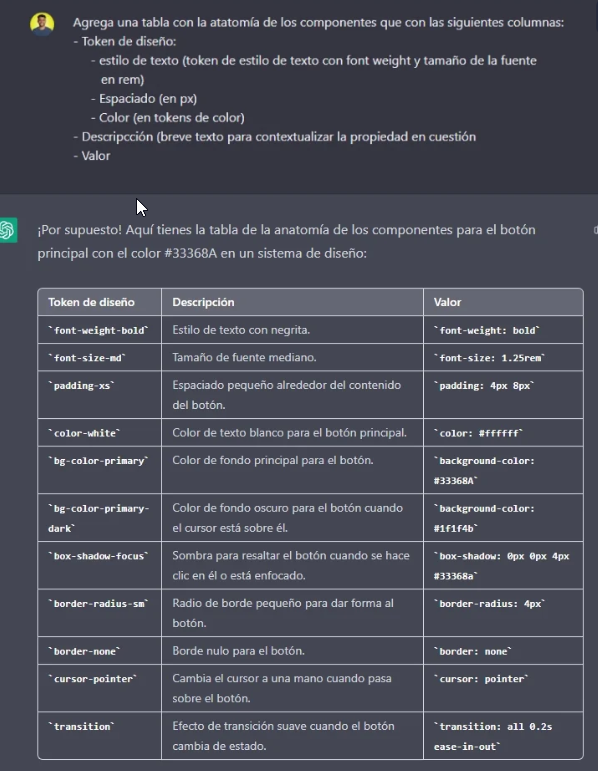 Agrega una tabla con la atatomía de los componentes que con las siguientes columnas:
- Token de diseño:
- estilo de texto (token de estilo de texto con font weight y tamaño de la fuente
en rem)
- Espaciado (en px)
- Color (en tokens de color)
- Descripcción (breve texto para contextualizar la propiedad en cuestión
- Valor
¡Por supuesto! Aquí tienes la tabla de la anatomía de los componentes para el botón
principal con el color #33368A en un sistema de diseño:
Token de diseño Descripción Valor
`font-weight-bold` Estilo de texto con negrita. `font-weight: bold`
`font-size-md` Tamaño de fuente mediano. `font-size: 1.25rem`
`padding-xs` Espaciado pequeño alrededor del contenido `padding: 4px 8px`
del botón.
`color-white` Color de texto blanco para el botón principal. `color: #ffffff`
`bg-color-primary` Color de fondo principal para el botón. `background-color:
#33368A`
`bg-color-primary- Color de fondo oscuro para el botón cuando `background-color:
dark` el cursor está sobre él. #1f1f4b`
`box-shadow-focus` Sombra para resaltar el botón cuando se hace `box-shadow: 0px 0px 4px
clic en él o está enfocado. #33368a`
`border-radius-sm` Radio de borde pequeño para dar forma al `border-radius: 4px`
botón.
`border-none` Borde nulo para el botón. `border: none`
`cursor-pointer` Cambia el cursor a una mano cuando pasa `cursor: pointer`
sobre el botón.
`transition` Efecto de transición suave cuando el botón `transition: all 0.2s
cambia de estado. ease-in-out`